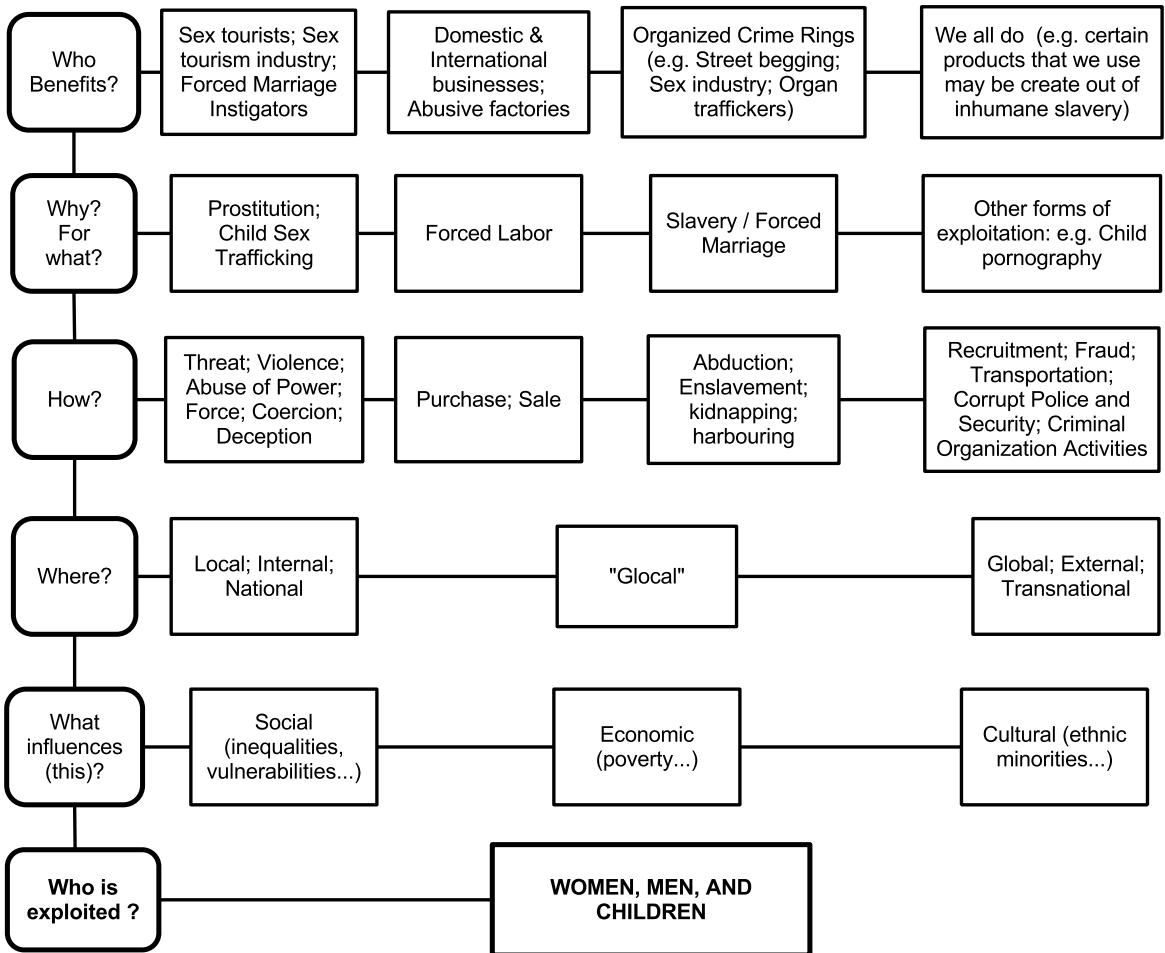 Who
Benefits?
Sex tourists; Sex
tourism industry;
Forced Marriage
Instigators
Domestic &
International
businesses;
Abusive factories
Organized Crime Rings
(e.g. Street begging;
Sex industry; Organ
traffickers)
We all do (e.g. certain
products that we use
may be create out of
inhumane slavery)
Why?
For
what?
Prostitution;
Child Sex
Trafficking
Forced Labor
Slavery / Forced
Marriage
Other forms of
exploitation: e.g. Child
pornography
How?
Threat; Violence;
Abuse of Power;
Force; Coercion;
Deception
Purchase; Sale
Abduction;
Enslavement;
kidnapping;
harbouring
Recruitment; Fraud;
Transportation;
Corrupt Police and
Security; Criminal
Organization Activities
Where?
Local; Internal;
National
"Glocal"
Global; External;
Transnational
What
influences
(this)?
Social
(inequalities,
vulnerabilities...)
Economic
(poverty...)
Cultural (ethnic
minorities...)
Who is
exploited ?
WOMEN, MEN, AND
CHILDREN